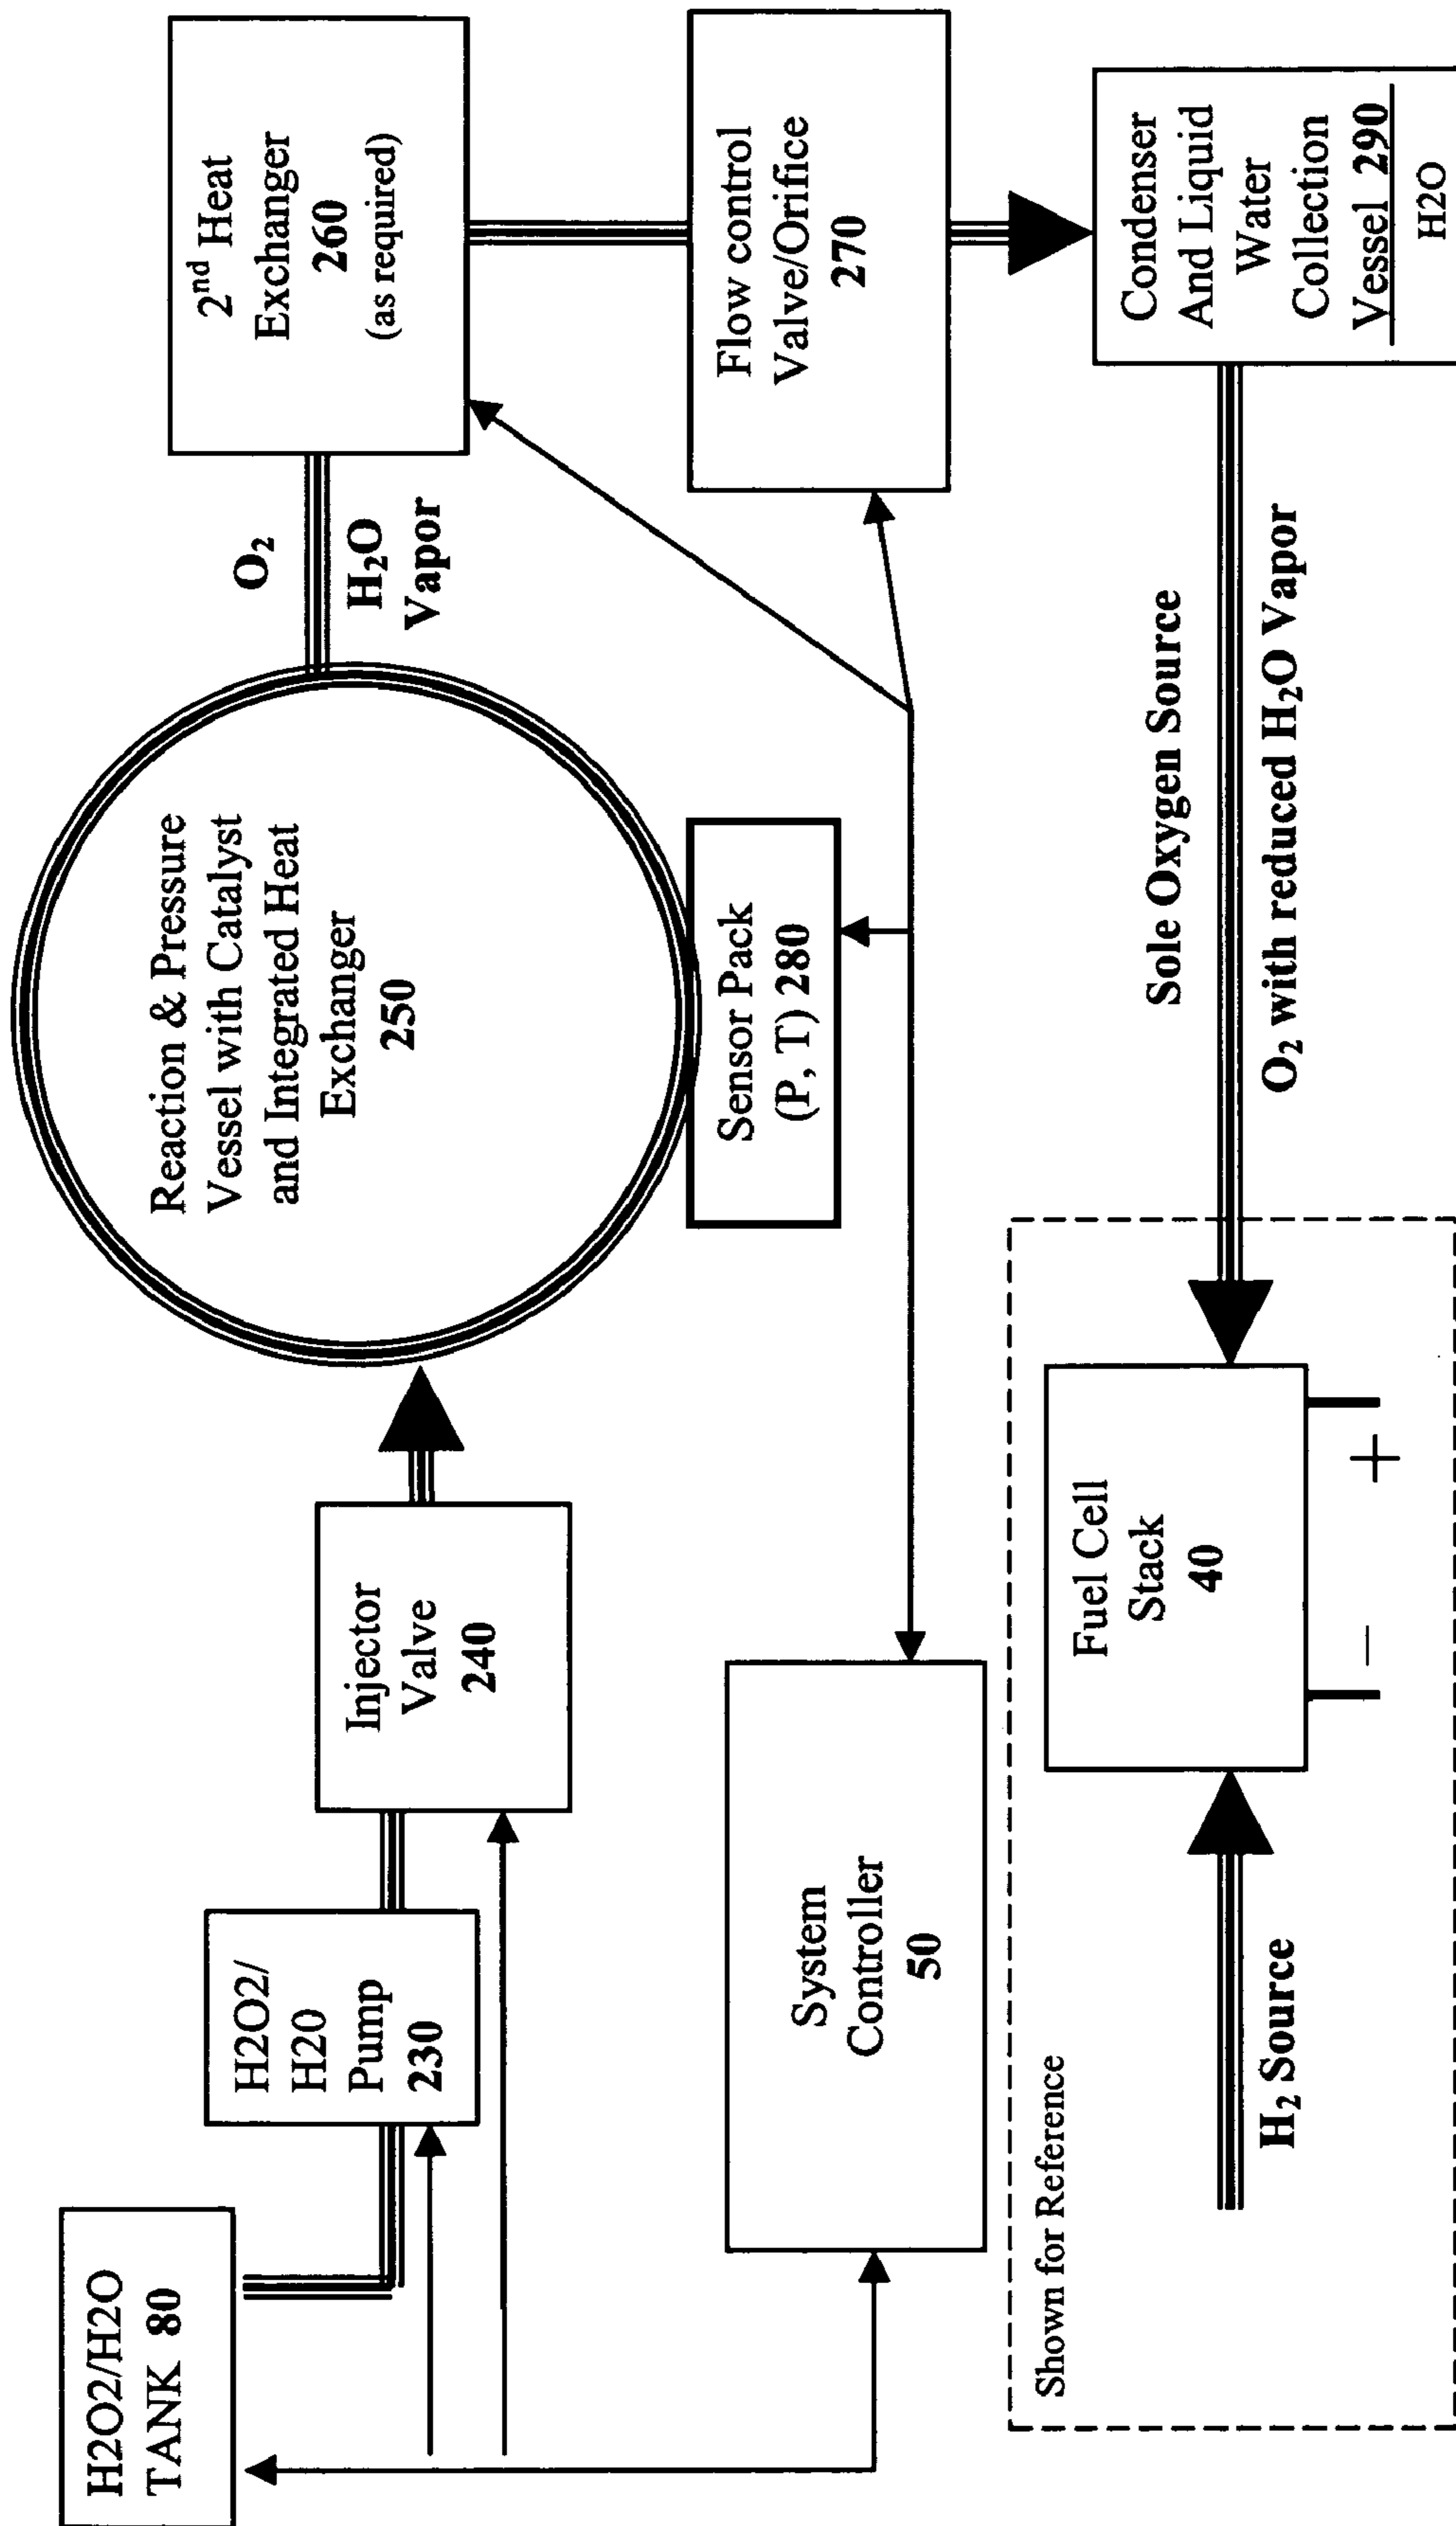 H2O2/H2O
TANK 80
H2O2/
H20
Pump
230
Injector
Valve
240
Reaction & Pressure
Vessel with Catalyst
and Integrated Heat
Exchanger
250
O₂
H₂O
Vapor
2nd Heat
Exchanger
260
(as required)
Sensor Pack
(P, T) 280
Flow control
Valve/Orifice
270
System
Controller
50
Condenser
And Liquid
Water
Collection
Vessel 290
H2O
Sole Oxygen Source
O₂ with reduced H₂O Vapor
Shown for Reference
Fuel Cell
Stack
40
− +
H₂ Source